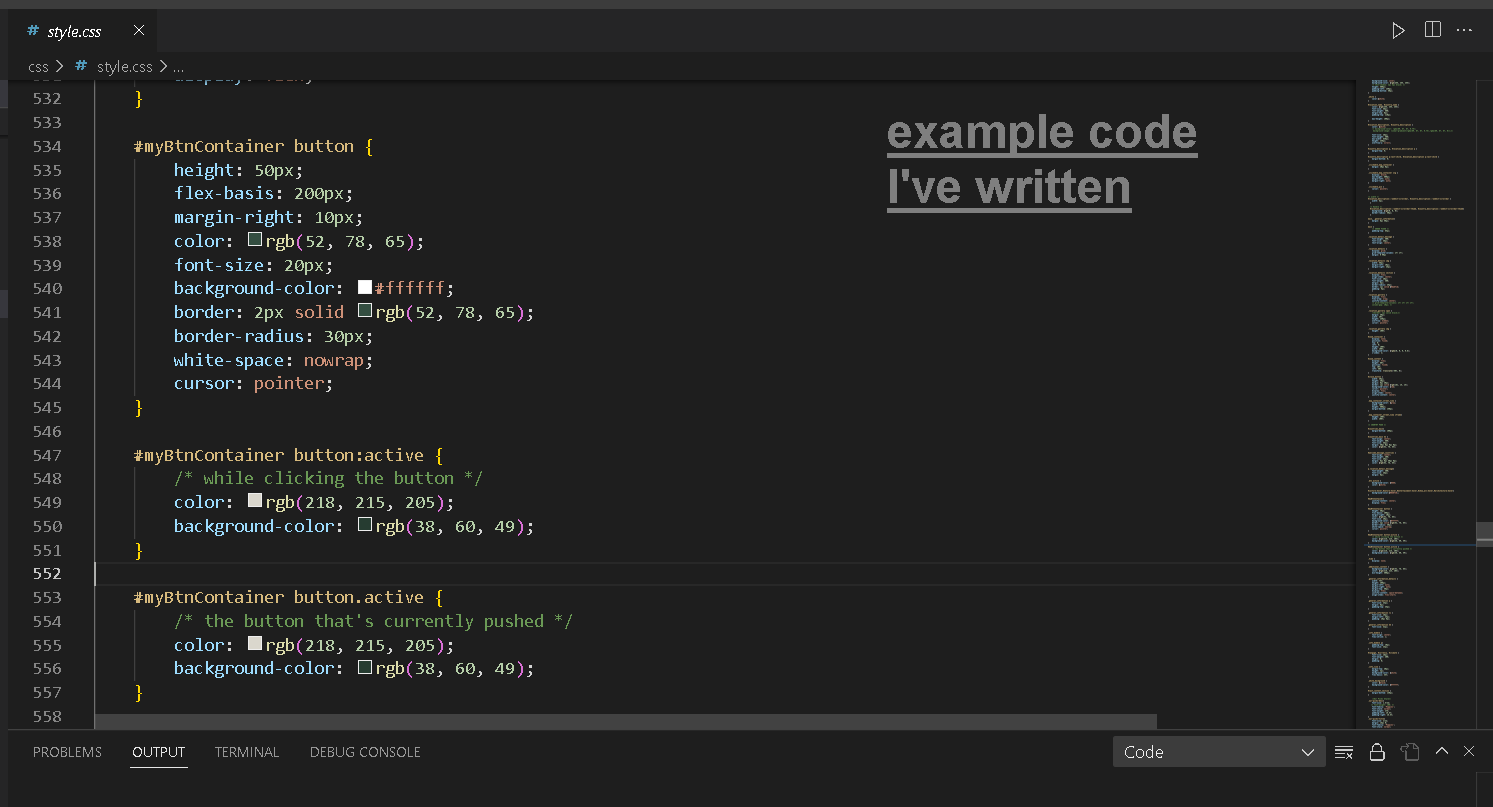 # style.css
css > # style.css > ...
532 }
533
534 #myBtnContainer button {
535 height: 50px;
536 flex-basis: 200px;
537 margin-right: 10px;
538 color: rgb(52, 78, 65);
539 font-size: 20px;
540 background-color: #ffffff;
541 border: 2px solid rgb(52, 78, 65);
542 border-radius: 30px;
543 white-space: nowrap;
544 cursor: pointer;
545 }
546
547 #myBtnContainer button:active {
548 /* while clicking the button */
549 color: rgb(218, 215, 205);
550 background-color: rgb(38, 60, 49);
551 }
552
553 #myBtnContainer button.active {
554 /* the button that's currently pushed */
555 color: rgb(218, 215, 205);
556 background-color: rgb(38, 60, 49);
557 }
558
example code
I've written
PROBLEMS OUTPUT TERMINAL DEBUG CONSOLE Code